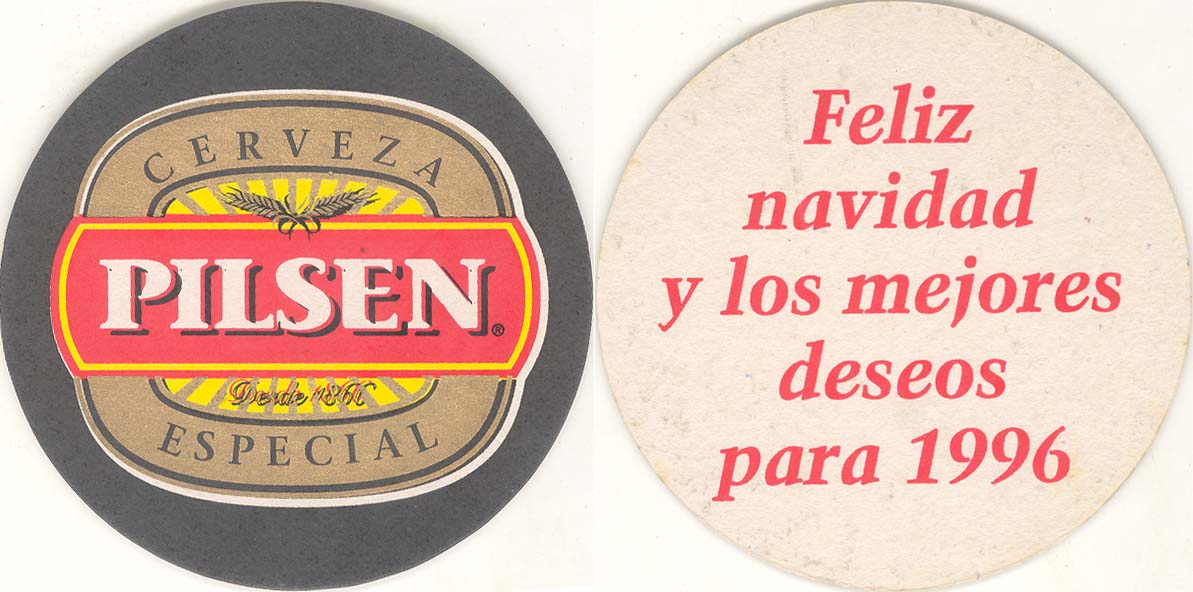 CERVEZA
PILSEN®
Desde 1866
ESPECIAL
Feliz
navidad
y los mejores
deseos
para 1996